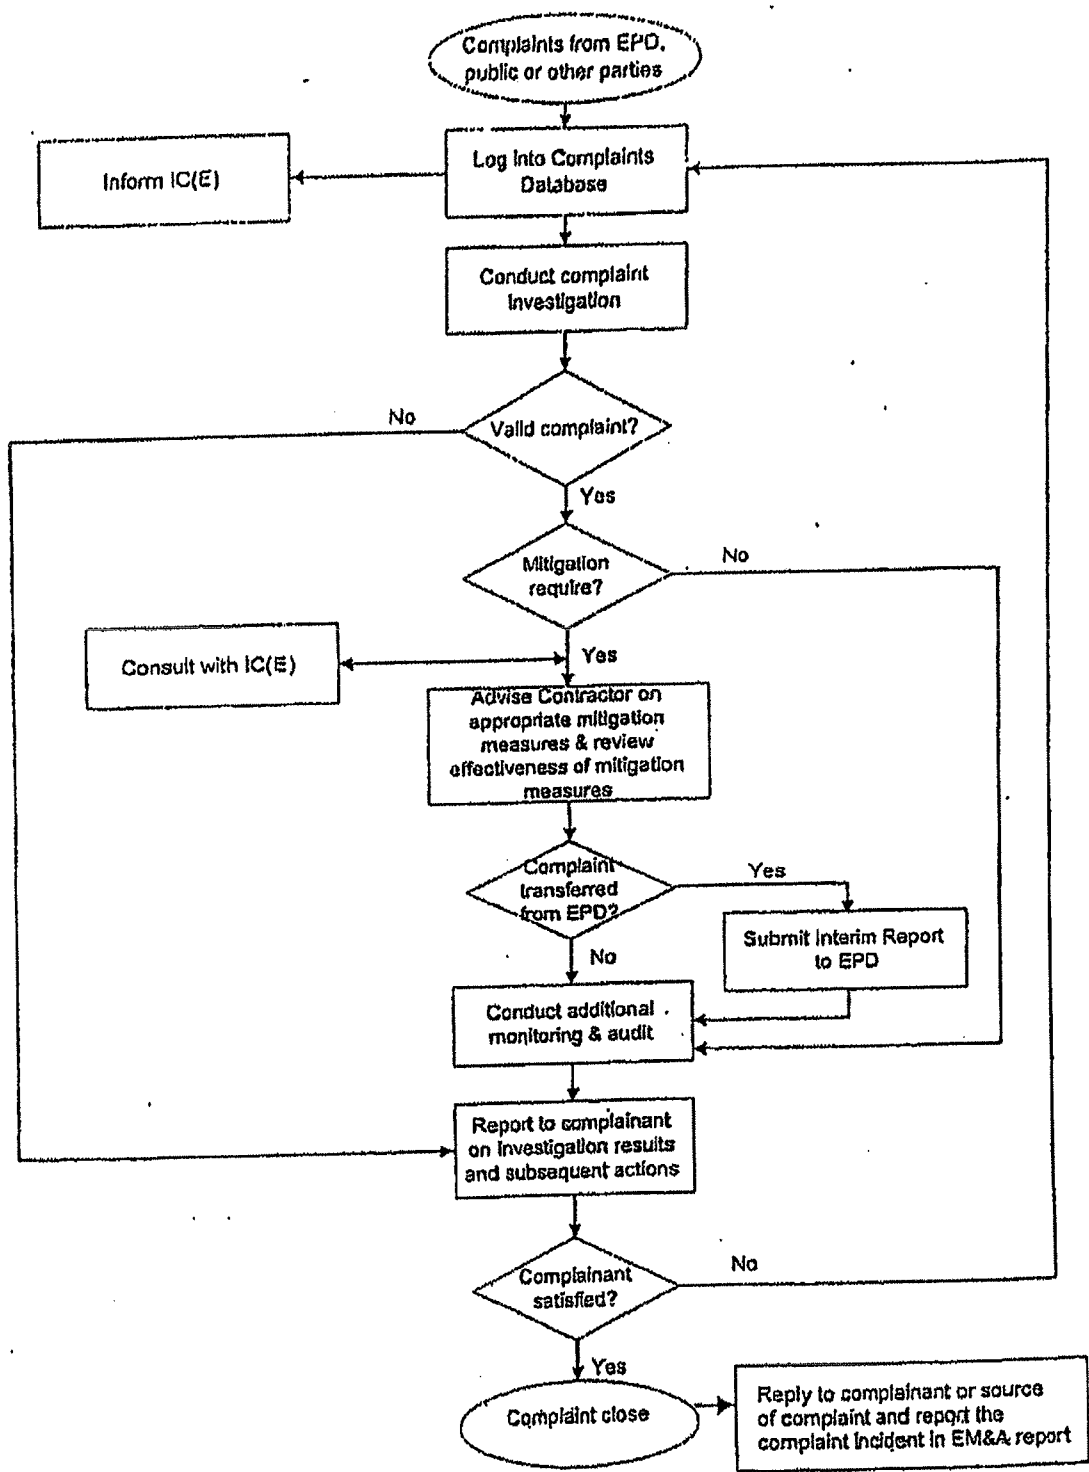 Complaints from EPD,
public or other parties
Log into Complaints
Database
Inform IC(E)
Conduct complaint
Investigation
Valid complaint?
No
Yes
Mitigation
require?
No
Yes
Consult with IC(E)
Advise Contractor on
appropriate mitigation
measures & review
effectiveness of mitigation
measures
Complaint
transferred
from EPD?
Yes
Submit Interim Report
to EPD
No
Conduct additional
monitoring & audit
Report to complainant
on investigation results
and subsequent actions
Complainant
satisfied?
No
Yes
Complaint close
Reply to complainant or source
of complaint and report the
complaint incident in EM&A report